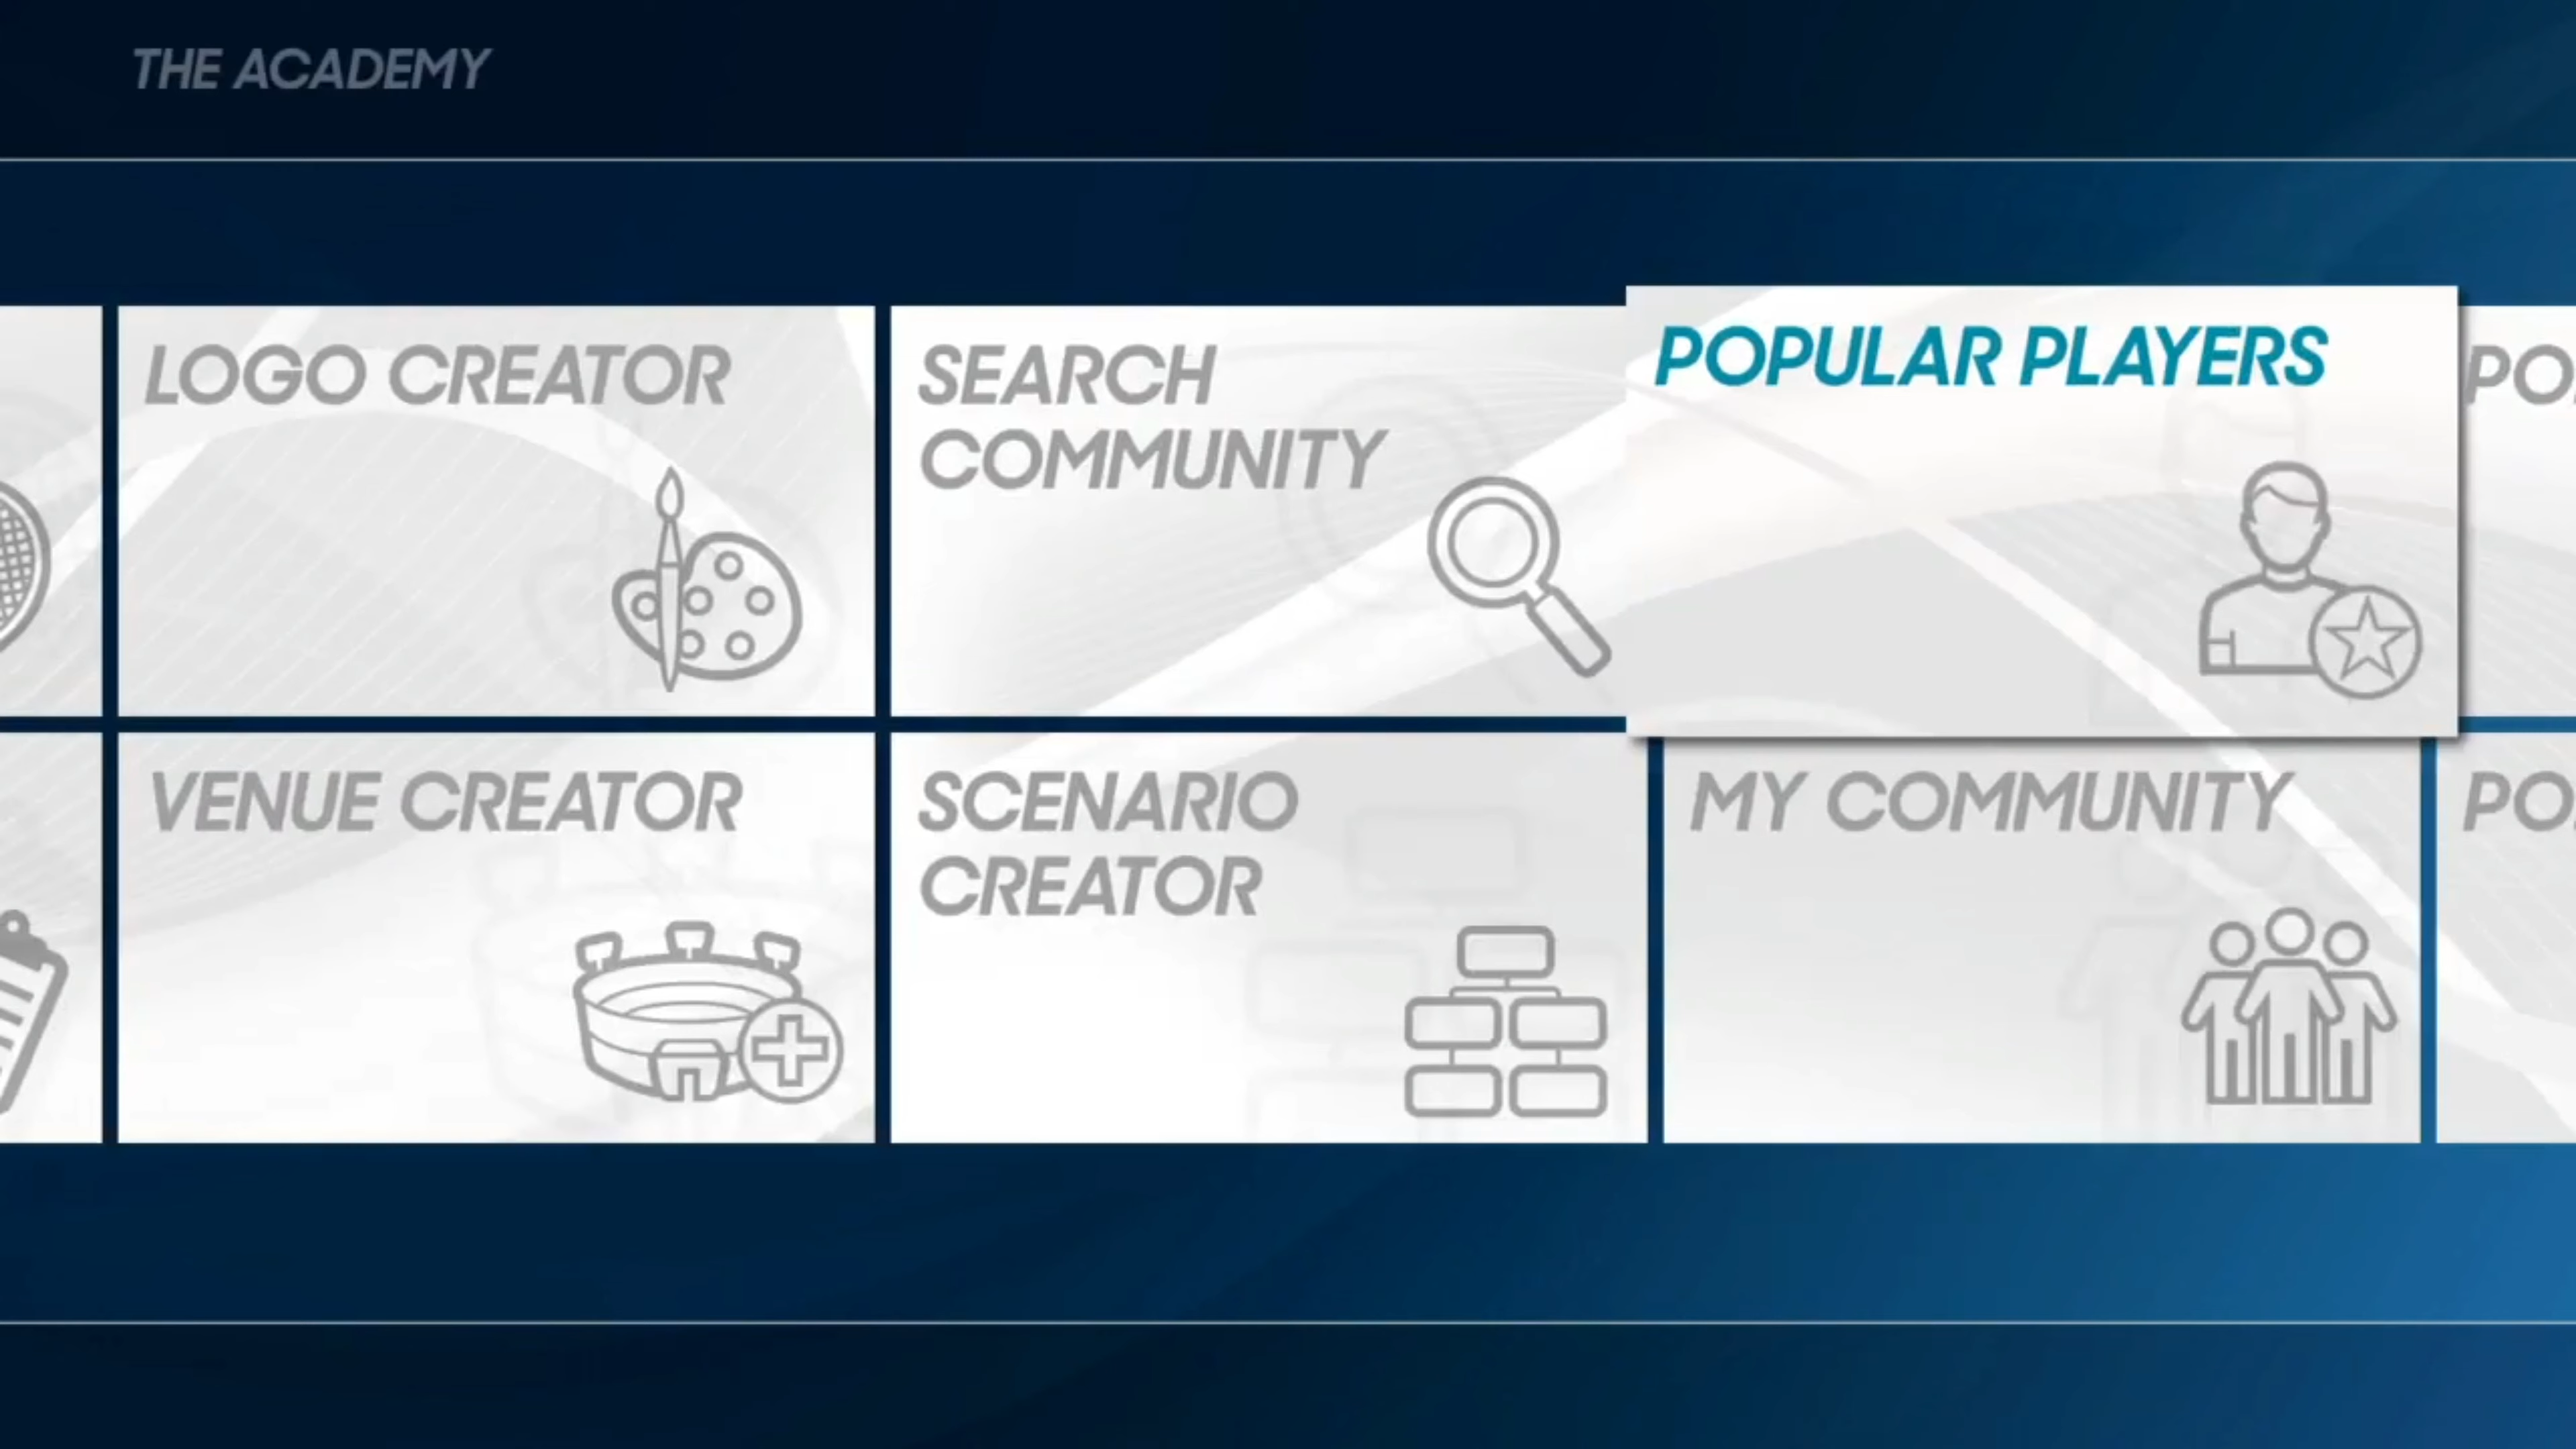 THE ACADEMY
LOGO CREATOR
SEARCH
COMMUNITY
POPULAR PLAYERS
VENUE CREATOR
SCENARIO
CREATOR
MY COMMUNITY